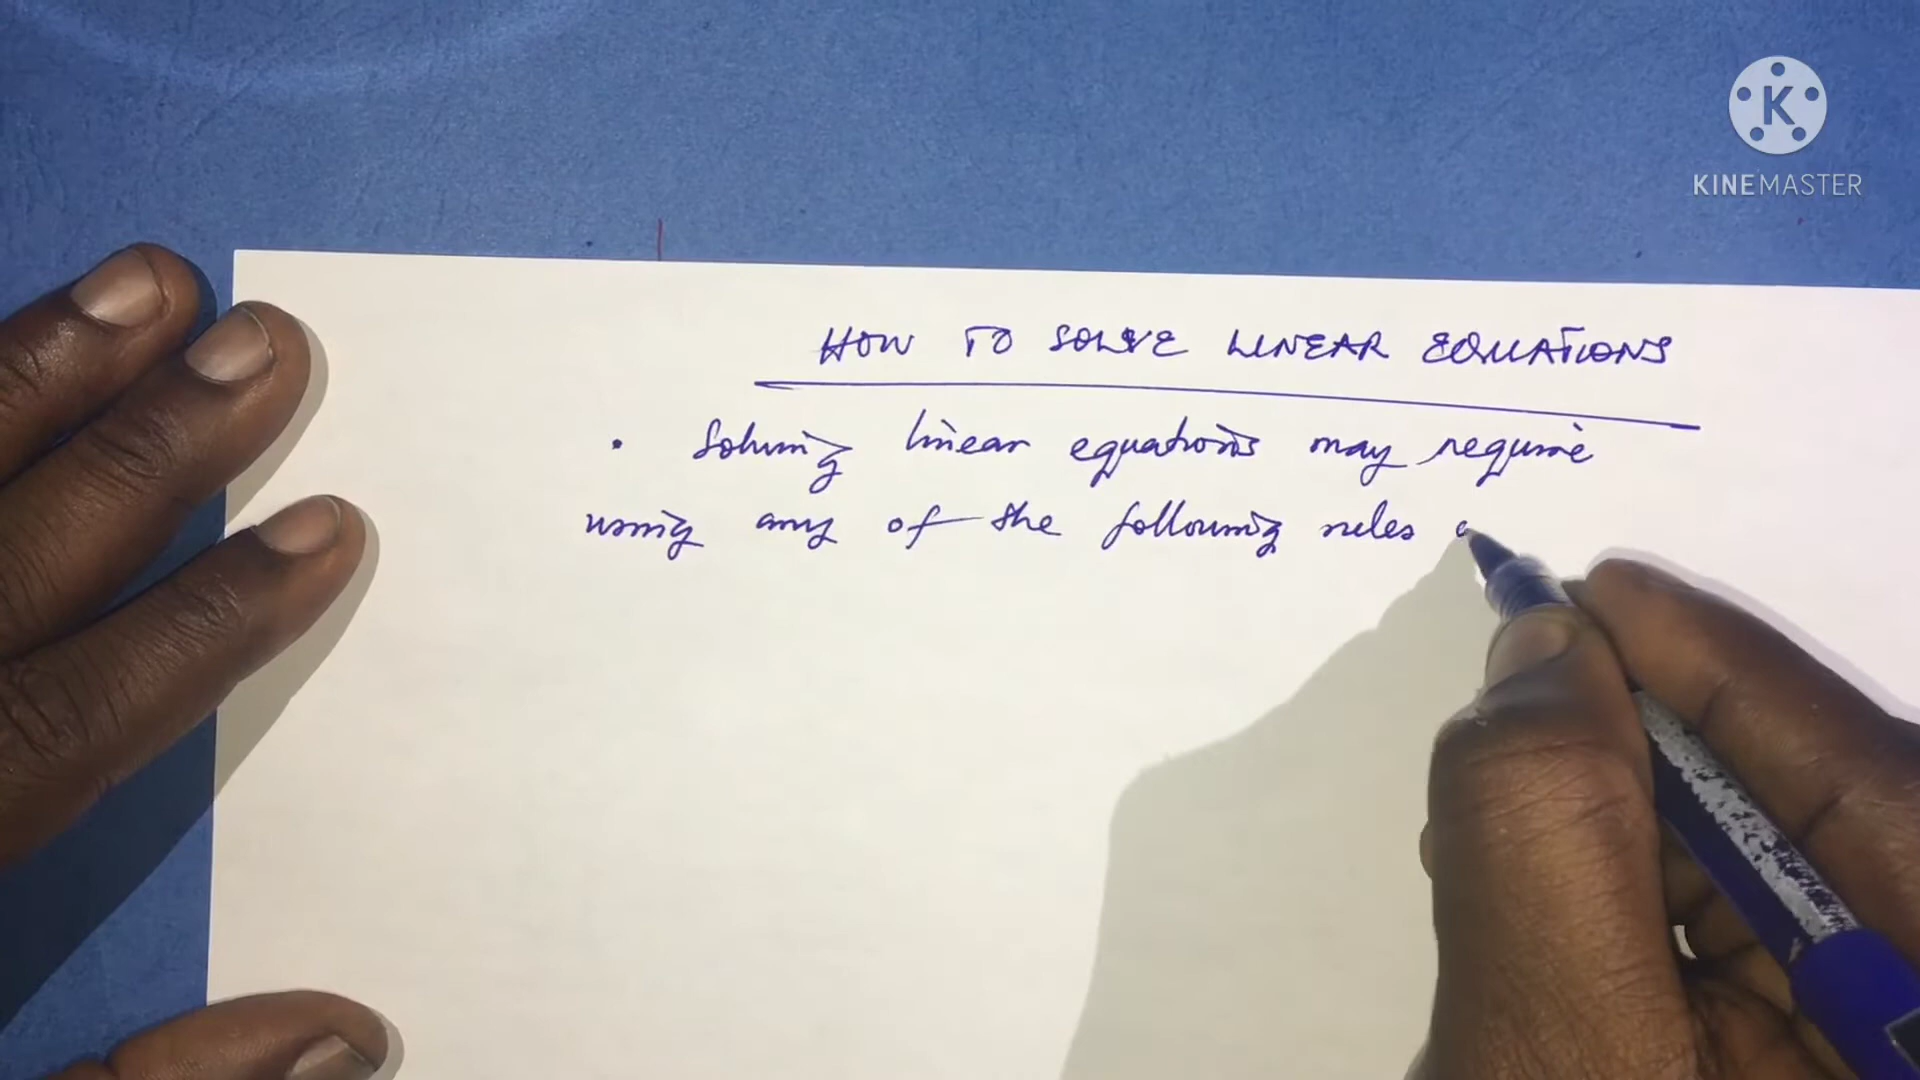 K
KINEMASTER
HOW TO SOLVE LINEAR EQUATIONS
• Solving linear equations may require
using any of the following rules